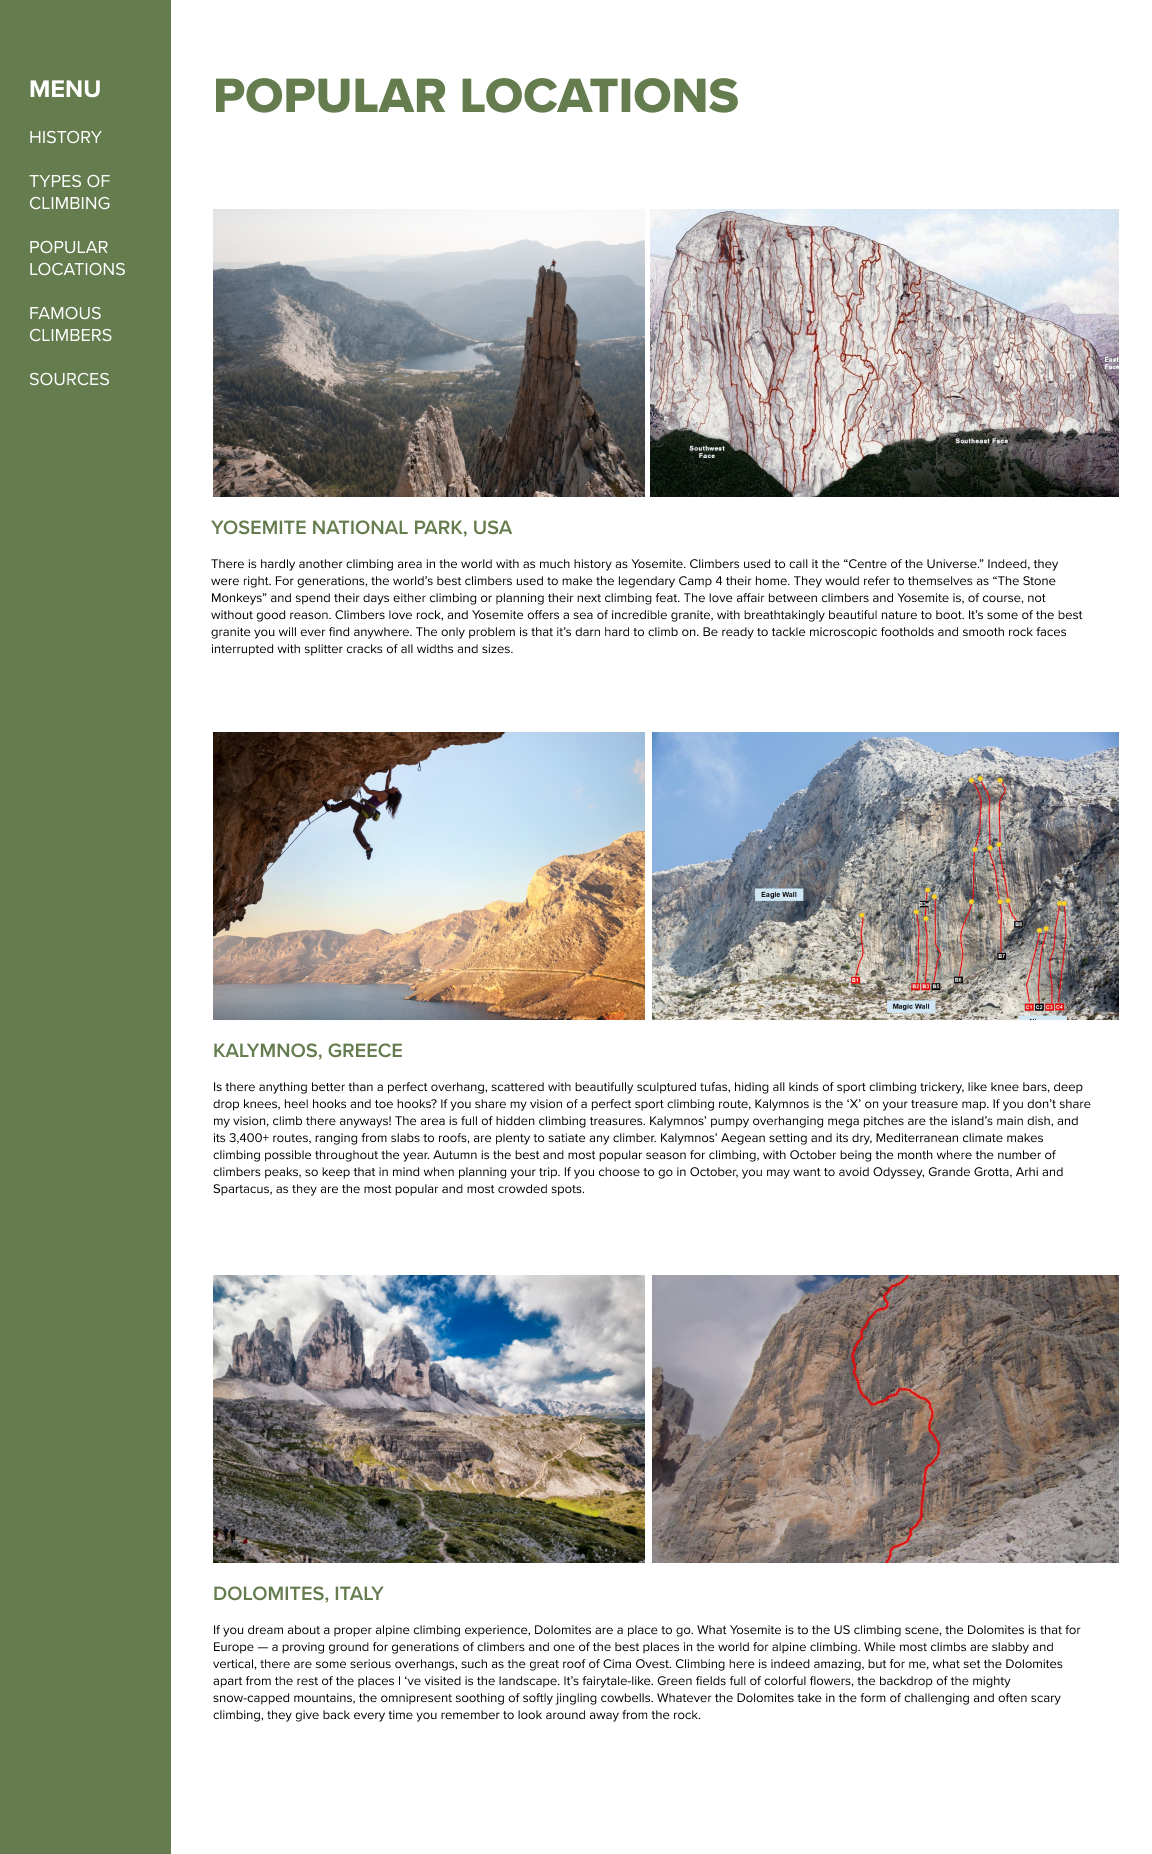 MENU
HISTORY
TYPES OF
CLIMBING
POPULAR
LOCATIONS
FAMOUS
CLIMBERS
SOURCES
POPULAR LOCATIONS
East
Face
Southwest
Face
Southeast Face
YOSEMITE NATIONAL PARK, USA
There is hardly another climbing area in the world with as much history as Yosemite. Climbers used to call it the “Centre of the Universe.” Indeed, they
were right. For generations, the world’s best climbers used to make the legendary Camp 4 their home. They would refer to themselves as “The Stone
Monkeys” and spend their days either climbing or planning their next climbing feat. The love affair between climbers and Yosemite is, of course, not
without good reason. Climbers love rock, and Yosemite offers a sea of incredible granite, with breathtakingly beautiful nature to boot. It’s some of the best
granite you will ever find anywhere. The only problem is that it’s darn hard to climb on. Be ready to tackle microscopic footholds and smooth rock faces
interrupted with splitter cracks of all widths and sizes.
Eagle Wall
B8
B7
B1
B2 B3 B5
B6
Magic Wall
C1 C2 C3 C4
KALYMNOS, GREECE
Is there anything better than a perfect overhang, scattered with beautifully sculptured tufas, hiding all kinds of sport climbing trickery, like knee bars, deep
drop knees, heel hooks and toe hooks? If you share my vision of a perfect sport climbing route, Kalymnos is the ‘X’ on your treasure map. If you don’t share
my vision, climb there anyways! The area is full of hidden climbing treasures. Kalymnos’ pumpy overhanging mega pitches are the island’s main dish, and
its 3,400+ routes, ranging from slabs to roofs, are plenty to satiate any climber. Kalymnos’ Aegean setting and its dry, Mediterranean climate makes
climbing possible throughout the year. Autumn is the best and most popular season for climbing, with October being the month where the number of
climbers peaks, so keep that in mind when planning your trip. If you choose to go in October, you may want to avoid Odyssey, Grande Grotta, Arhi and
Spartacus, as they are the most popular and most crowded spots.
DOLOMITES, ITALY
If you dream about a proper alpine climbing experience, Dolomites are a place to go. What Yosemite is to the US climbing scene, the Dolomites is that for
Europe — a proving ground for generations of climbers and one of the best places in the world for alpine climbing. While most climbs are slabby and
vertical, there are some serious overhangs, such as the great roof of Cima Ovest. Climbing here is indeed amazing, but for me, what set the Dolomites
apart from the rest of the places I ‘ve visited is the landscape. It’s fairytale-like. Green fields full of colorful flowers, the backdrop of the mighty
snow-capped mountains, the omnipresent soothing of softly jingling cowbells. Whatever the Dolomites take in the form of challenging and often scary
climbing, they give back every time you remember to look around away from the rock.